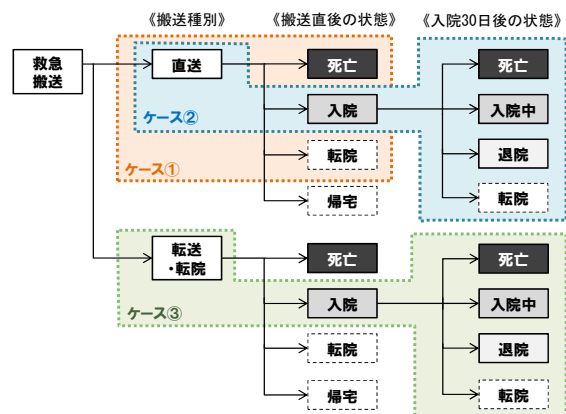 《搬送種別》
《搬送直後の状態》
《入院30日後の状態》
救急
搬送
直送
死亡
入院
転院
帰宅
死亡
入院中
退院
転院
ケース②
ケース①
転送
・転院
死亡
入院
転院
帰宅
死亡
入院中
退院
転院
ケース③